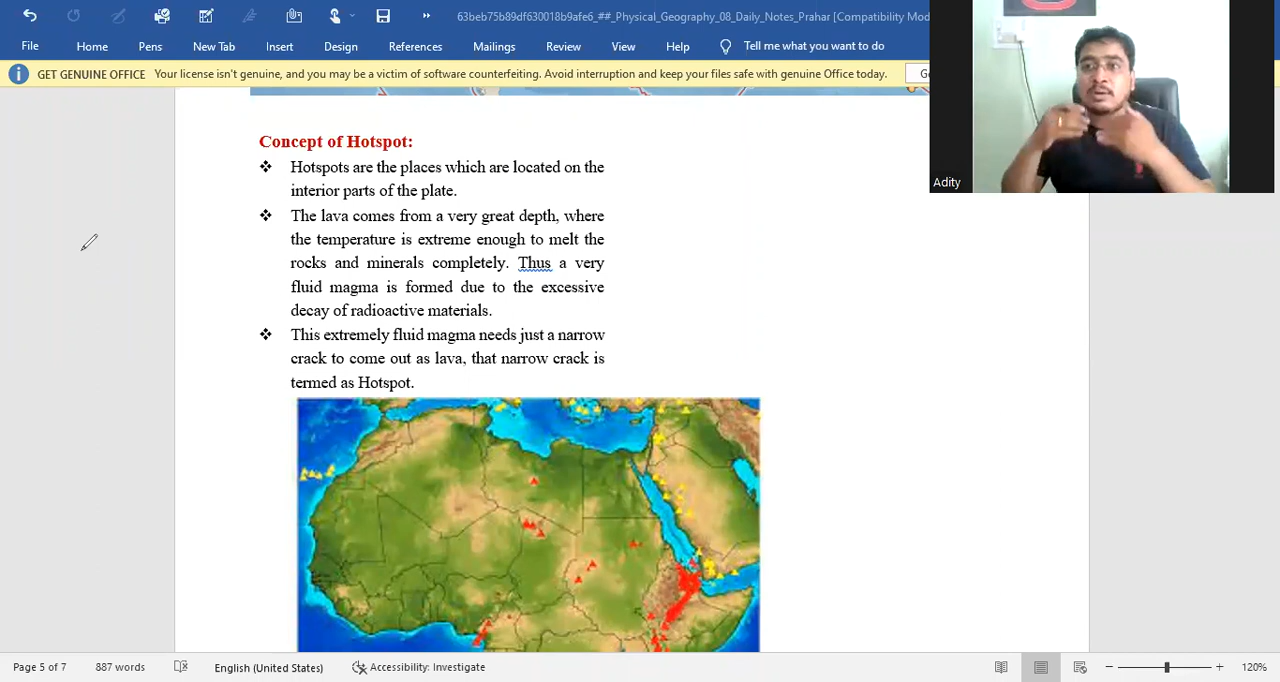 63beb75b89df630018b9afe6_##_Physical_Geography_08_Daily_Notes_Prahar [Compatibility Mod
File Home Pens New Tab Insert Draw Design References Mailings Review View Help Tell me what you want to do
GET GENUINE OFFICE Your license isn't genuine, and you may be a victim of software counterfeiting. Avoid interruption and keep your files safe with genuine Office today. G
Adity
Concept of Hotspot:
❖ Hotspots are the places which are located on the
interior parts of the plate.
❖ The lava comes from a very great depth, where
the temperature is extreme enough to melt the
rocks and minerals completely. Thus a very
fluid magma is formed due to the excessive
decay of radioactive materials.
❖ This extremely fluid magma needs just a narrow
crack to come out as lava, that narrow crack is
termed as Hotspot.
Page 5 of 7 887 words English (United States) Accessibility: Investigate 120%